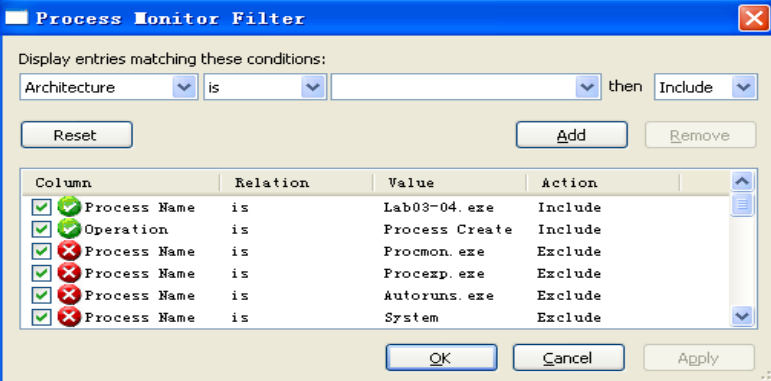 Process Monitor Filter
Display entries matching these conditions:
Architecture is then Include
Reset Add Remove
Column Relation Value Action
Process Name is Lab03-04.exe Include
Operation is Process Create Include
Process Name is Procmon.exe Exclude
Process Name is Procexp.exe Exclude
Process Name is Autoruns.exe Exclude
Process Name is System Exclude
OK Cancel Apply